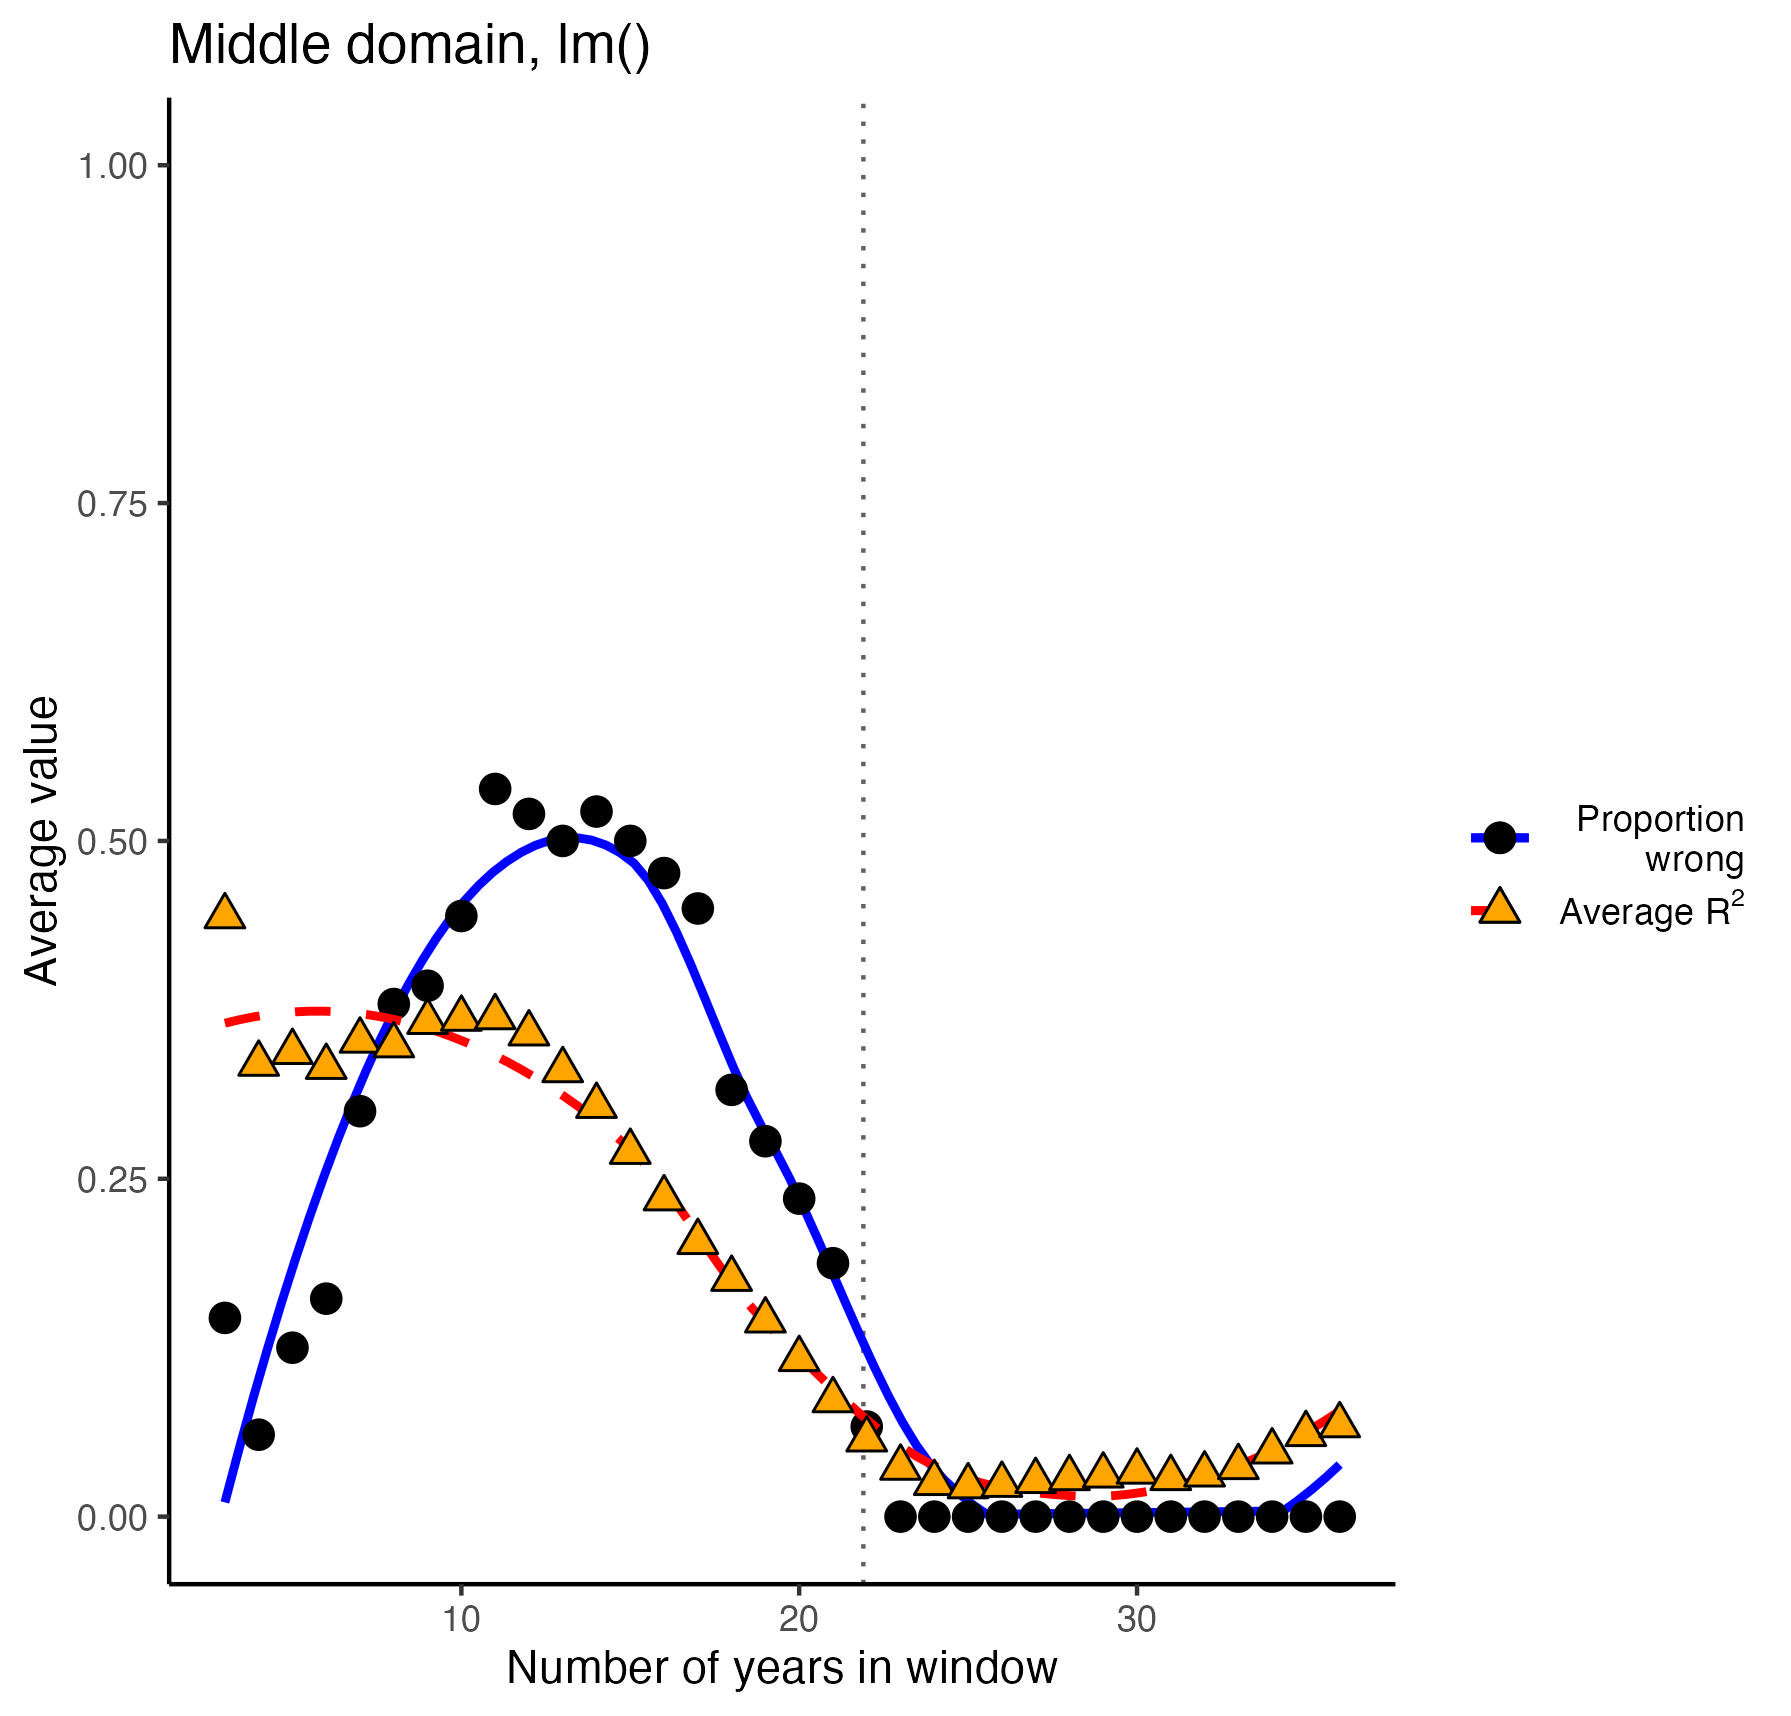 Middle domain, lm()
1.00
0.75
0.50
0.25
0.00
Average value
10 20 30
Number of years in window
Proportion
wrong
Average R²